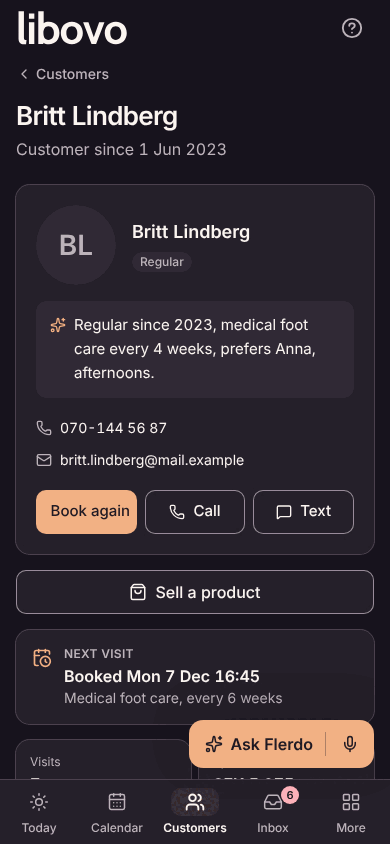 libovo
Customers
Britt Lindberg
Customer since 1 Jun 2023
BL
Britt Lindberg
Regular
Regular since 2023, medical foot
care every 4 weeks, prefers Anna,
afternoons.
070-144 56 87
britt.lindberg@mail.example
Book again
Call
Text
Sell a product
NEXT VISIT
Booked Mon 7 Dec 16:45
Medical foot care, every 6 weeks
Ask Flerdo
Visits
6
Today
Calendar
Customers
Inbox
More